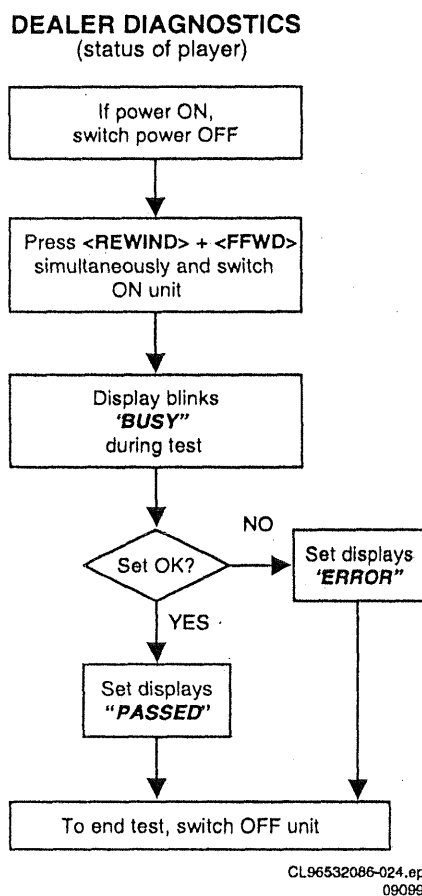 DEALER DIAGNOSTICS
(status of player)
If power ON,
switch power OFF
Press <REWIND> + <FFWD>
simultaneously and switch
ON unit
Display blinks
'BUSY"
during test
Set OK?
NO
Set displays
'ERROR"
YES
Set displays
"PASSED"
To end test, switch OFF unit
CL96532086-024.ep
09099